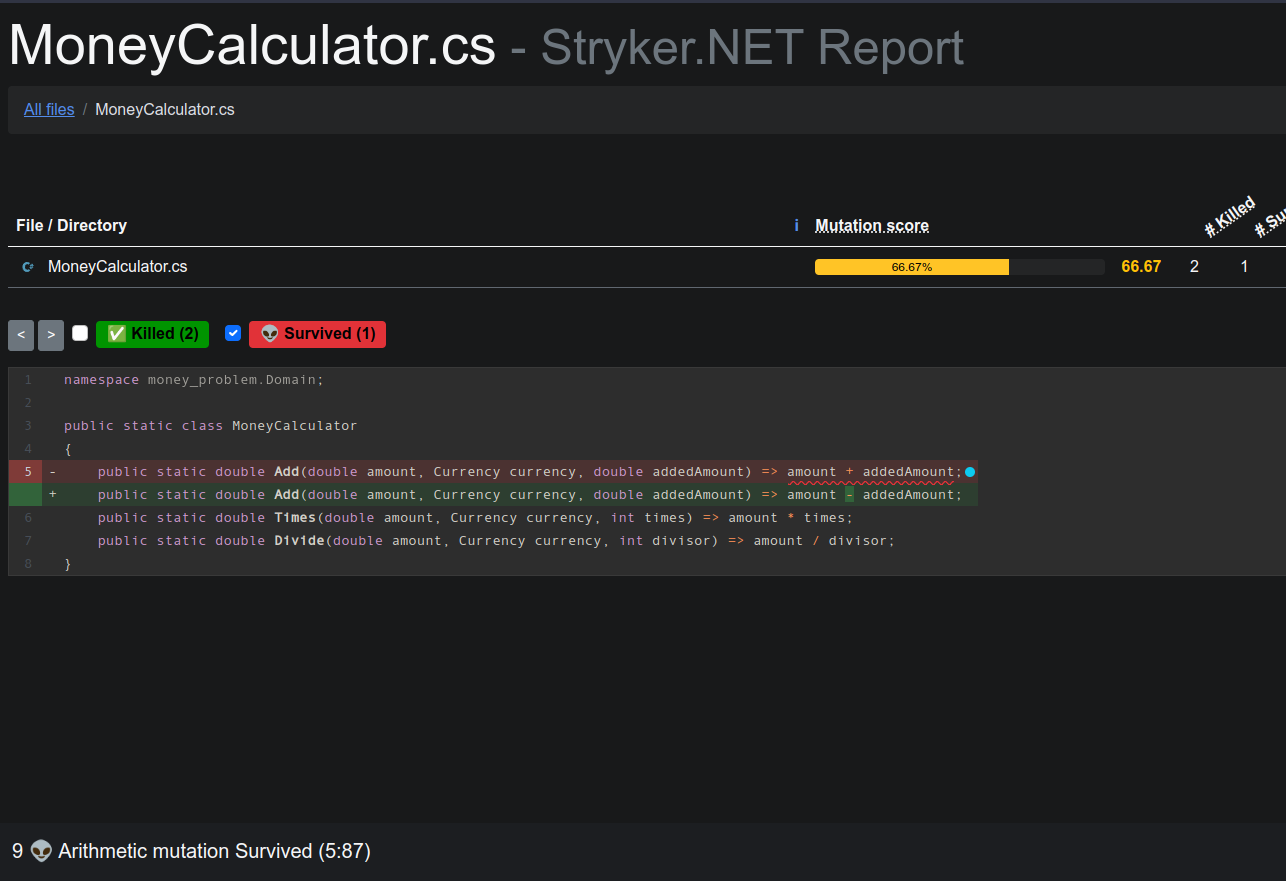 MoneyCalculator.cs - Stryker.NET Report
All files / MoneyCalculator.cs
File / Directory i Mutation score # Killed
MoneyCalculator.cs 66.67% 66.67 2 1
< > ✅ Killed (2) 👽 Survived (1)
1 namespace money_problem.Domain;
2
3 public static class MoneyCalculator
4 {
5 - public static double Add(double amount, Currency currency, double addedAmount) => amount + addedAmount;
+ public static double Add(double amount, Currency currency, double addedAmount) => amount - addedAmount;
6 public static double Times(double amount, Currency currency, int times) => amount * times;
7 public static double Divide(double amount, Currency currency, int divisor) => amount / divisor;
8 }
9 👽 Arithmetic mutation Survived (5:87)